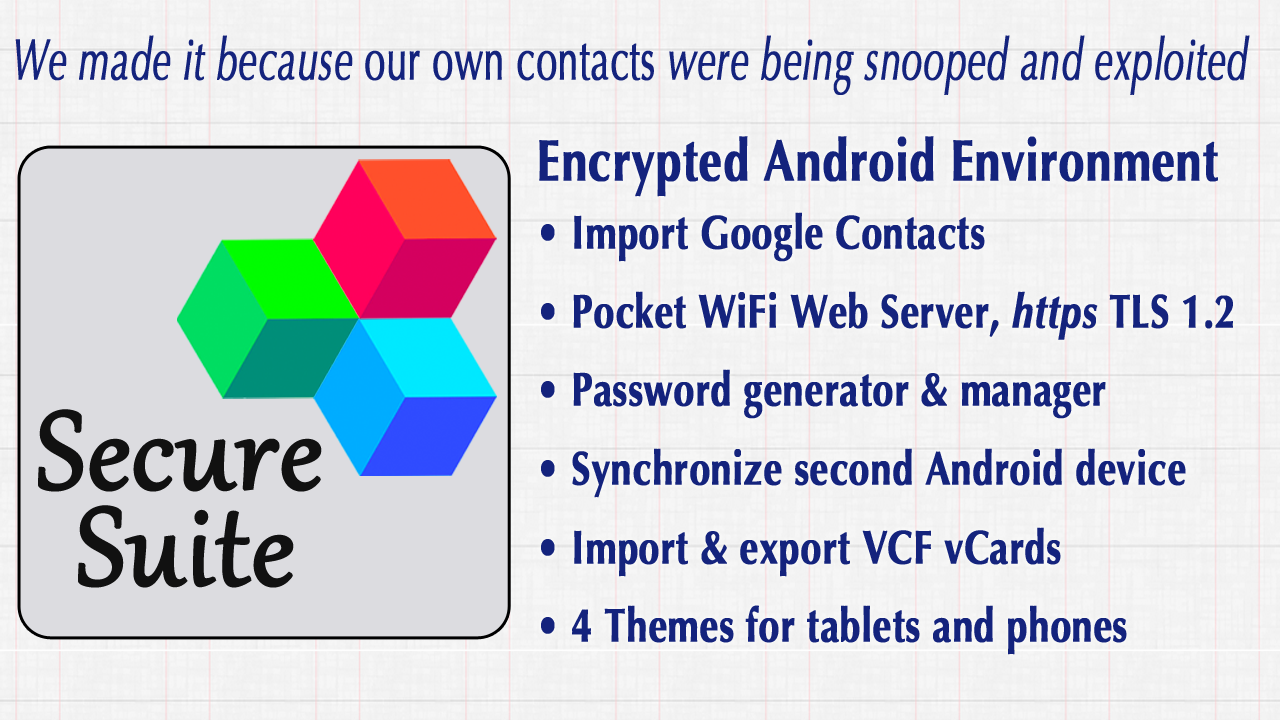 We made it because our own contacts were being snooped and exploited
Secure
Suite
Encrypted Android Environment
• Import Google Contacts
• Pocket WiFi Web Server, https TLS 1.2
• Password generator & manager
• Synchronize second Android device
• Import & export VCF vCards
• 4 Themes for tablets and phones